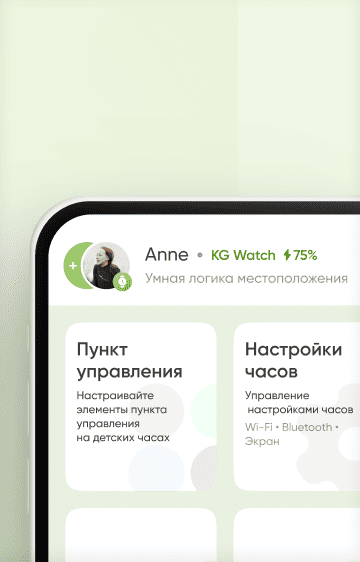 Anne • KG Watch 75%
Умная логика местоположения
Пункт
управления
Настраивайте
элементы пункта
управления
на детских часах
Настройки
часов
Управление
настройками часов
Wi-Fi • Bluetooth •
Экран